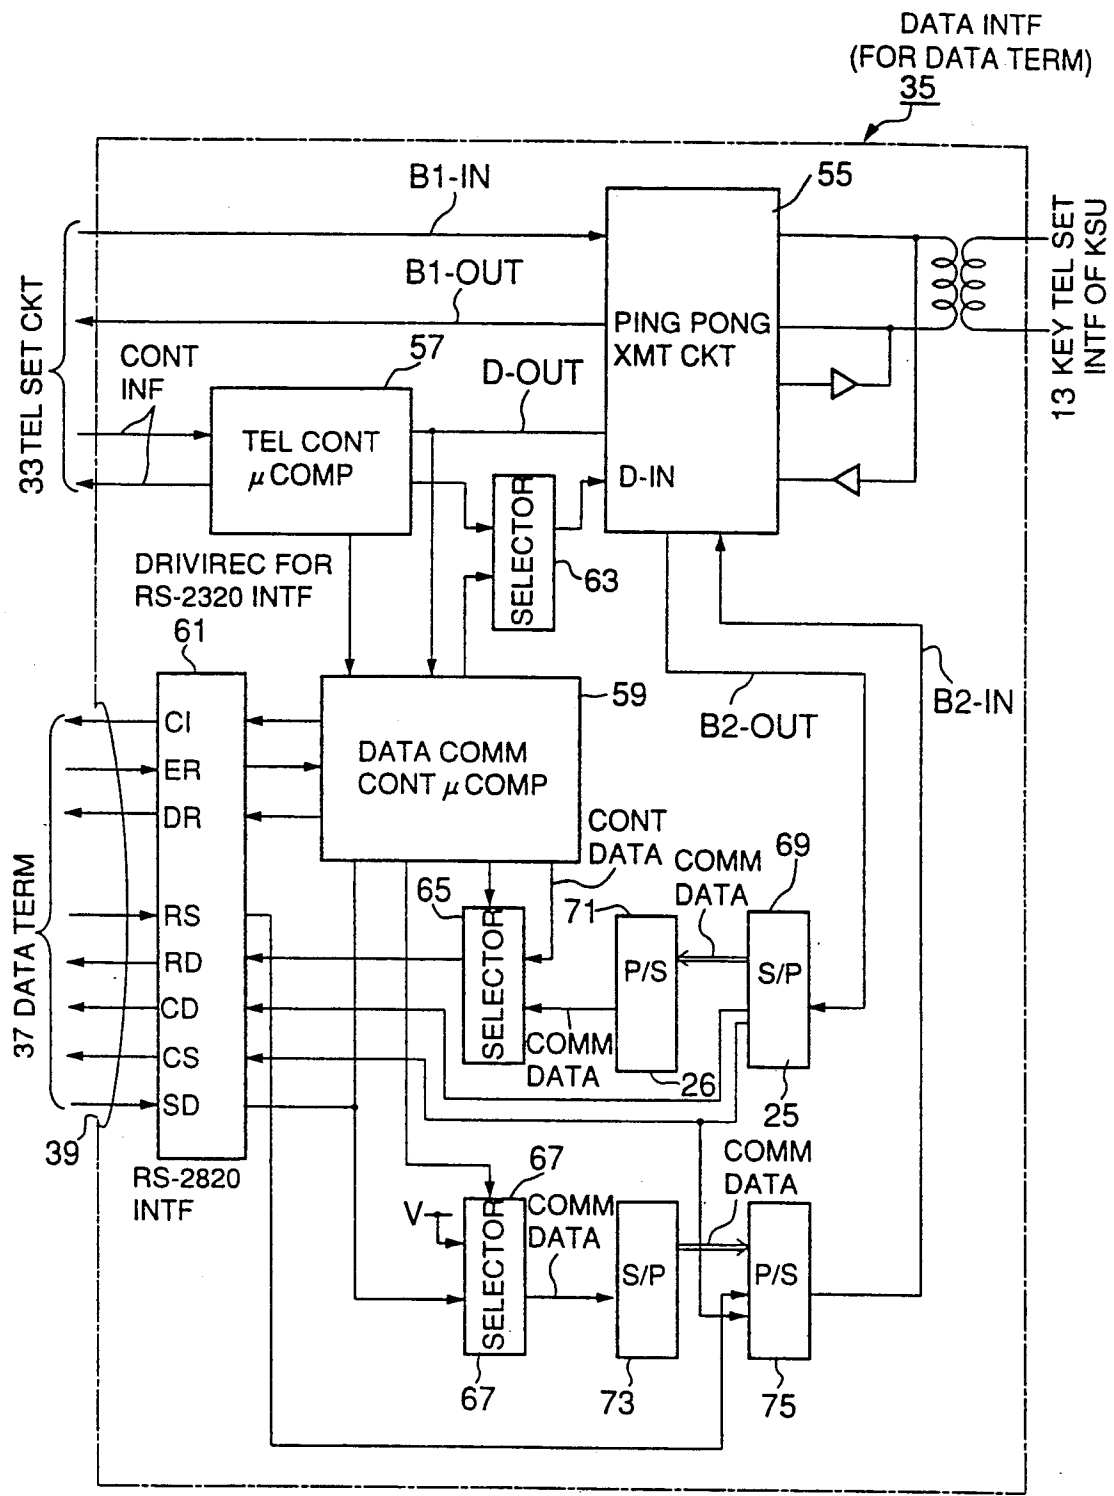 DATA INTF
(FOR DATA TERM)
35
B1-IN
55
B1-OUT
PING PONG
XMT CKT
13 KEY TEL SET
INTF OF KSU
33 TEL SET CKT
CONT
INF
57
D-OUT
TEL CONT
μ COMP
D-IN
SELECTOR
63
DRIVIREC FOR
RS-2320 INTF
61
59
B2-OUT
B2-IN
CI
ER
DR
RS
RD
CD
CS
SD
DATA COMM
CONT μ COMP
37 DATA TERM
39
CONT
DATA
COMM
DATA
69
65
71
SELECTOR
P/S
S/P
COMM
DATA
26
25
RS-2820
INTF
67
V
SELECTOR
COMM
DATA
COMM
DATA
S/P
P/S
67
73
75